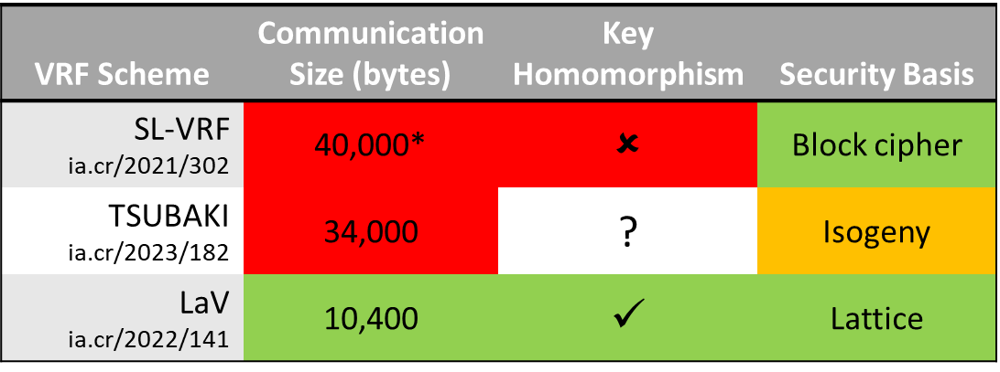 VRF Scheme
Communication
Size (bytes)
Key
Homomorphism
Security Basis
SL-VRF
ia.cr/2021/302
40,000*
✘
Block cipher
TSUBAKI
ia.cr/2023/182
34,000
?
Isogeny
LaV
ia.cr/2022/141
10,400
✓
Lattice